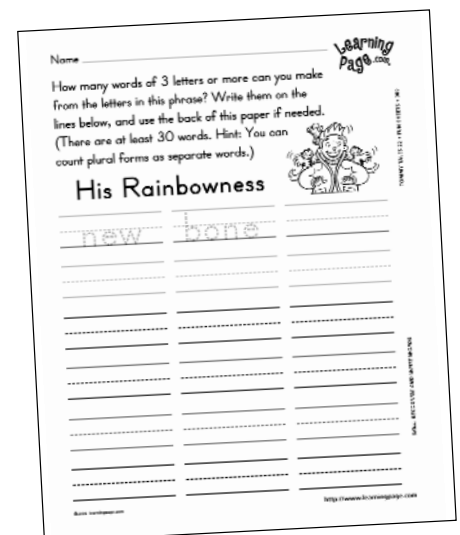 Name
Learning
Page.com
How many words of 3 letters or more can you make
from the letters in this phrase? Write them on the
lines below, and use the back of this paper if needed.
(There are at least 30 words. Hint: You can
count plural forms as separate words.)
His Rainbowness
new bone
http://www.learningpage.com